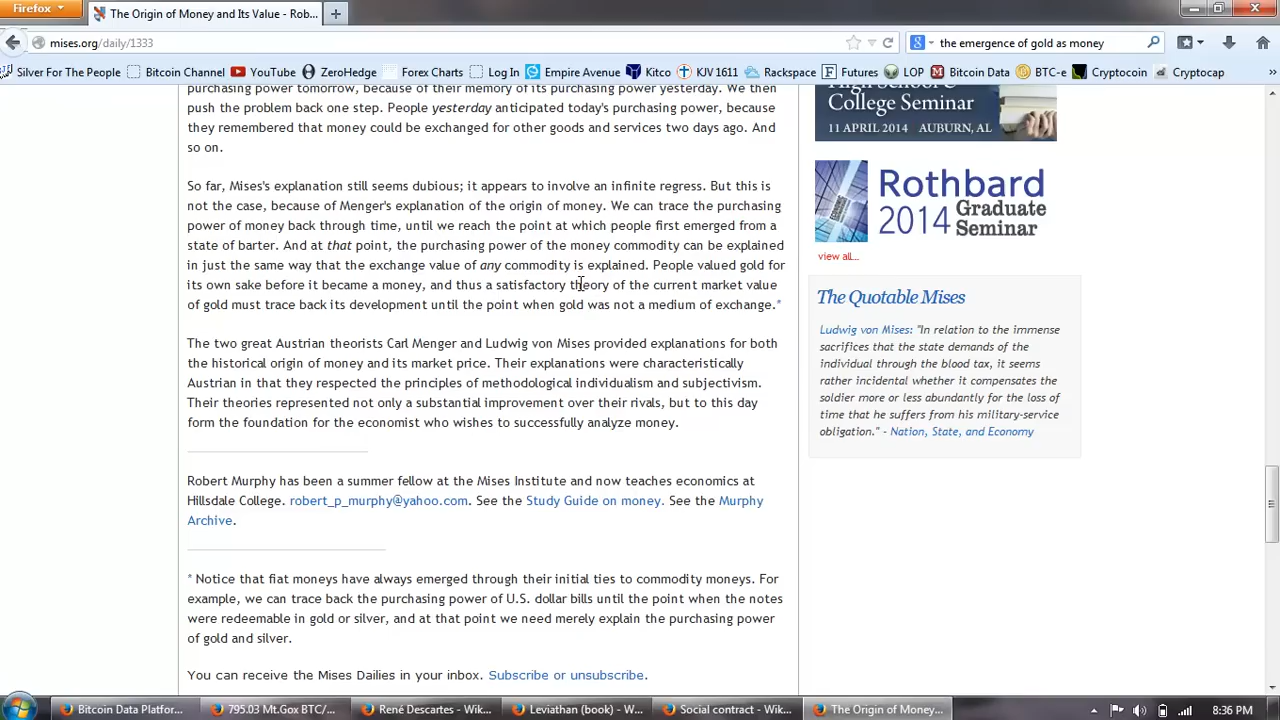 Firefox
The Origin of Money and Its Value - Rob...
mises.org/daily/1333
the emergence of gold as money
Silver For The People
Bitcoin Channel
YouTube
ZeroHedge
Forex Charts
Log In
Empire Avenue
Kitco
KJV 1611
Rackspace
Futures
LOP
Bitcoin Data
BTC-e
Cryptocoin
Cryptocap
»
purchasing power tomorrow, because of their memory of its purchasing power yesterday. We then
push the problem back one step. People yesterday anticipated today's purchasing power, because
they remembered that money could be exchanged for other goods and services two days ago. And
so on.
So far, Mises's explanation still seems dubious; it appears to involve an infinite regress. But this is
not the case, because of Menger's explanation of the origin of money. We can trace the purchasing
power of money back through time, until we reach the point at which people first emerged from a
state of barter. And at that point, the purchasing power of the money commodity can be explained
in just the same way that the exchange value of any commodity is explained. People valued gold for
its own sake before it became a money, and thus a satisfactory theory of the current market value
of gold must trace back its development until the point when gold was not a medium of exchange.*
The two great Austrian theorists Carl Menger and Ludwig von Mises provided explanations for both
the historical origin of money and its market price. Their explanations were characteristically
Austrian in that they respected the principles of methodological individualism and subjectivism.
Their theories represented not only a substantial improvement over their rivals, but to this day
form the foundation for the economist who wishes to successfully analyze money.
Robert Murphy has been a summer fellow at the Mises Institute and now teaches economics at
Hillsdale College. robert_p_murphy@yahoo.com. See the Study Guide on money. See the Murphy
Archive.
* Notice that fiat moneys have always emerged through their initial ties to commodity moneys. For
example, we can trace back the purchasing power of U.S. dollar bills until the point when the notes
were redeemable in gold or silver, and at that point we need merely explain the purchasing power
of gold and silver.
You can receive the Mises Dailies in your inbox. Subscribe or unsubscribe.
College Seminar
11 APRIL 2014 AUBURN, AL
Rothbard
2014 Graduate
Seminar
view all...
The Quotable Mises
Ludwig von Mises: "In relation to the immense
sacrifices that the state demands of the
individual through the blood tax, it seems
rather incidental whether it compensates the
soldier more or less abundantly for the loss of
time that he suffers from his military-service
obligation." - Nation, State, and Economy
Bitcoin Data Platfor...
795.03 Mt.Gox BTC/...
René Descartes - Wik...
Leviathan (book) - W...
Social contract - Wik...
The Origin of Money...
8:36 PM